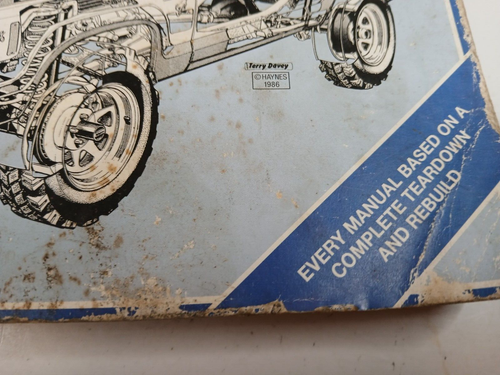 Terry Davey
© HAYNES
1986
EVERY MANUAL BASED ON A
COMPLETE TEARDOWN
AND REBUILD